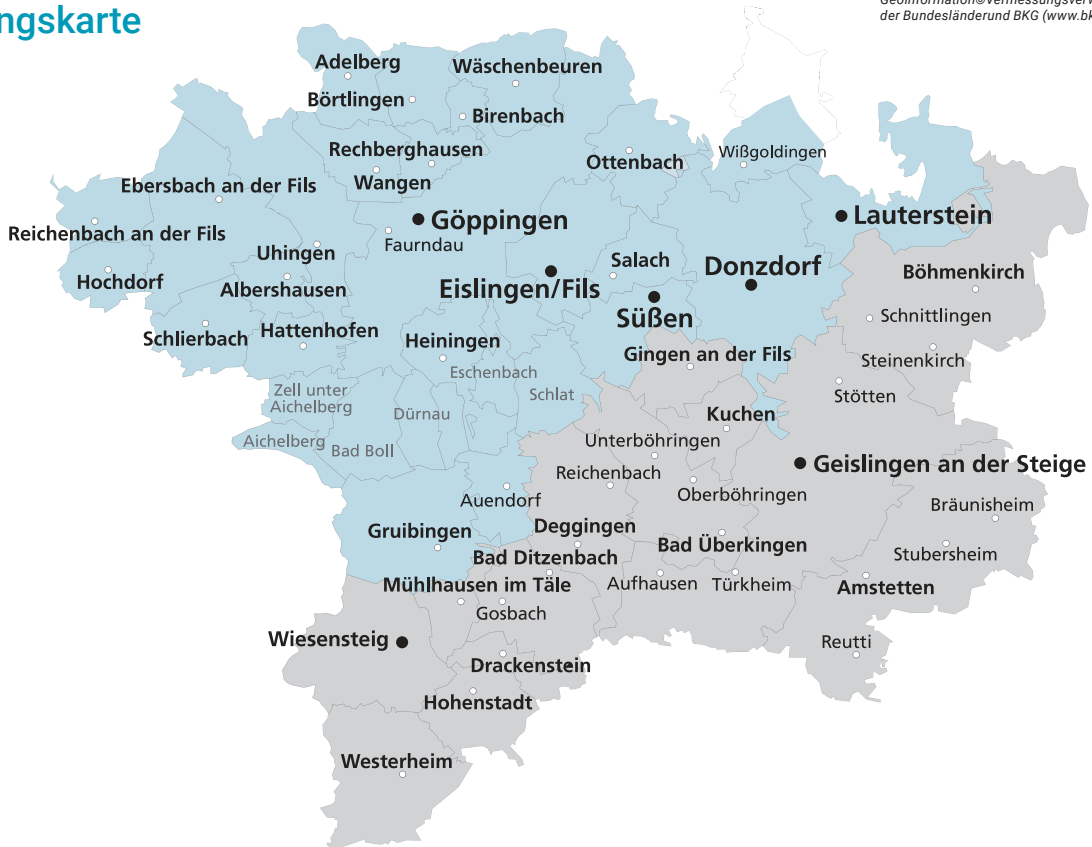 ngskarte
der Bundesländerund BKG (www.bk
Adelberg
Wäschenbeuren
Börtlingen
Birenbach
Rechberghausen
Ottenbach
Wißgoldingen
Wangen
Ebersbach an der Fils
Göppingen
Lauterstein
Reichenbach an der Fils
Faurndau
Uhingen
Salach
Donzdorf
Böhmenkirch
Hochdorf
Albershausen
Eislingen/Fils
Süßen
Schnittlingen
Schlierbach
Hattenhofen
Heiningen
Gingen an der Fils
Steinenkirch
Eschenbach
Zell unter
Aichelberg
Schlat
Stötten
Dürnau
Kuchen
Aichelberg
Bad Boll
Unterböhringen
Geislingen an der Steige
Reichenbach
Auendorf
Oberböhringen
Bräunisheim
Gruibingen
Deggingen
Bad Überkingen
Stubersheim
Bad Ditzenbach
Mühlhausen im Täle
Aufhausen
Türkheim
Amstetten
Gosbach
Wiesensteig
Reutti
Drackenstein
Hohenstadt
Westerheim